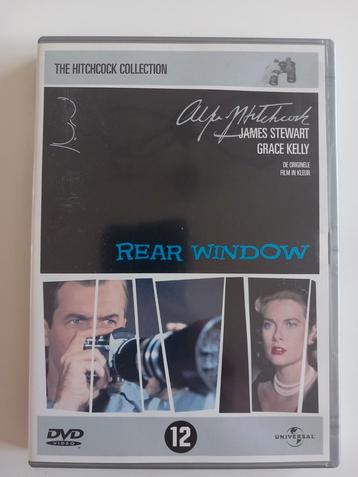 THE HITCHCOCK COLLECTION
Alfred Hitchcock
JAMES STEWART
GRACE KELLY
DE ORIGINELE
FILM IN KLEUR
REAR WINDOW
DVD
VIDEO
12
UNIVERSAL